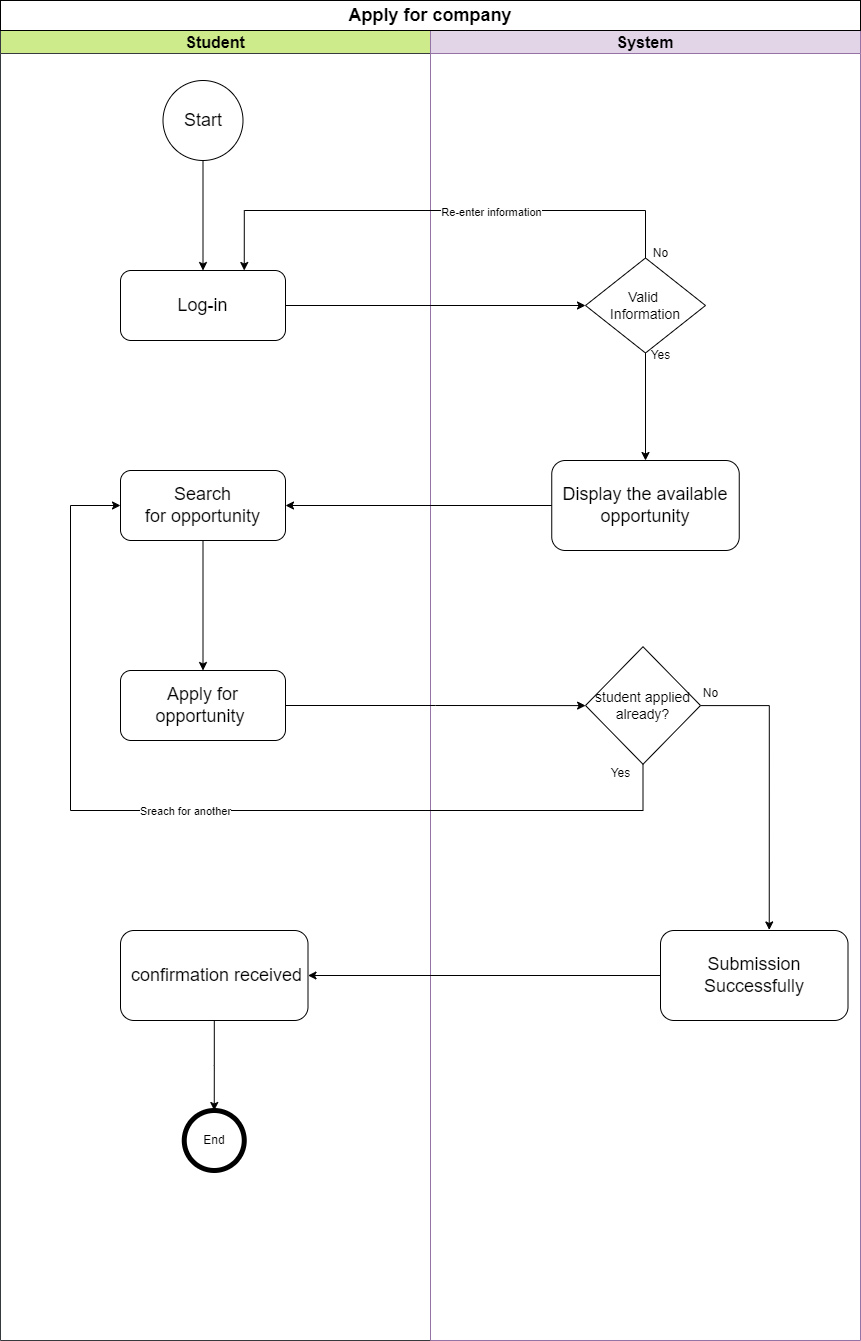 Apply for company
Student
System
Start
Re-enter information
No
Log-in
Valid
Information
Yes
Search
for opportunity
Display the available
opportunity
Apply for
opportunity
student applied
already?
No
Yes
Sreach for another
confirmation received
Submission
Successfully
End